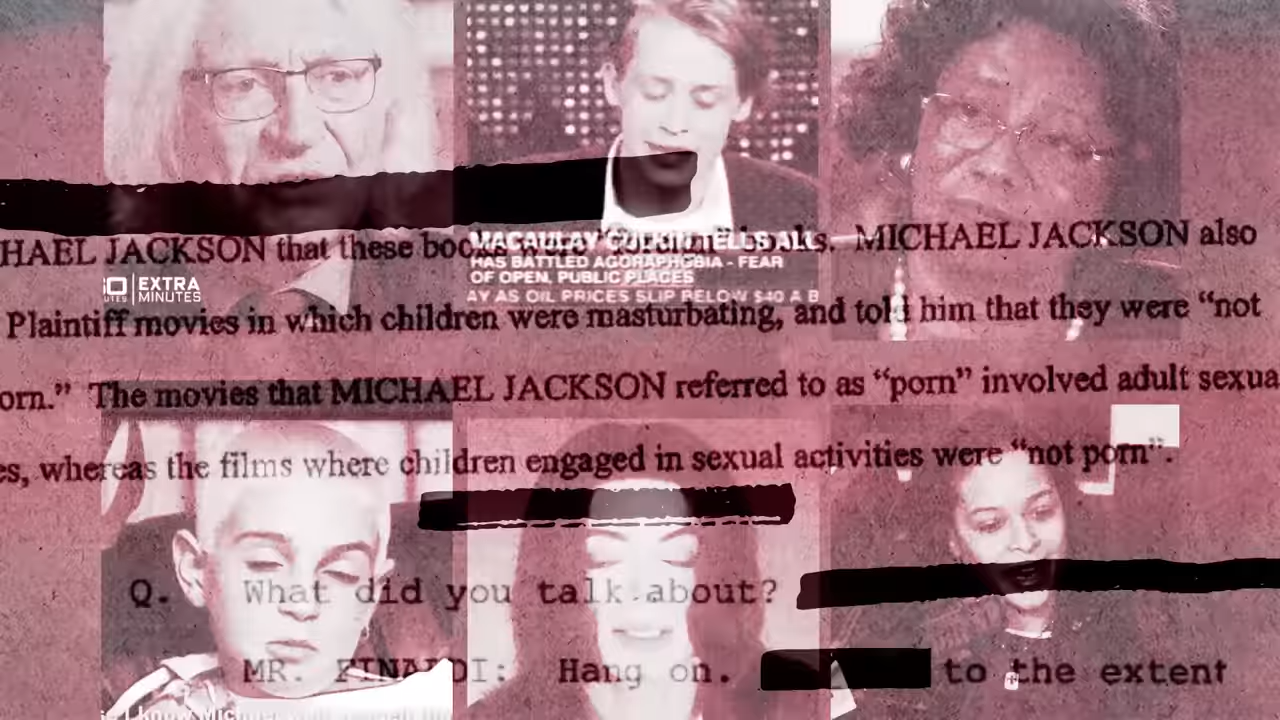 HAEL JACKSON that these boo
MACAULAY CULKIN TELLS ALL
HAS BATTLED AGORAPHOBIA - FEAR
OF OPEN, PUBLIC PLACES
AY AS OIL PRICES SLIP BELOW $40 A B
MICHAEL JACKSON also
EXTRA
MINUTES
Plaintiff movies in which children were masturbating, and told him that they were “not
orn.” The movies that MICHAEL JACKSON referred to as “porn” involved adult sexua
es, whereas the films where children engaged in sexual activities were “not porn”.
Q. What did you talk about?
MR. FINALDI: Hang on. to the extent
I know Michael